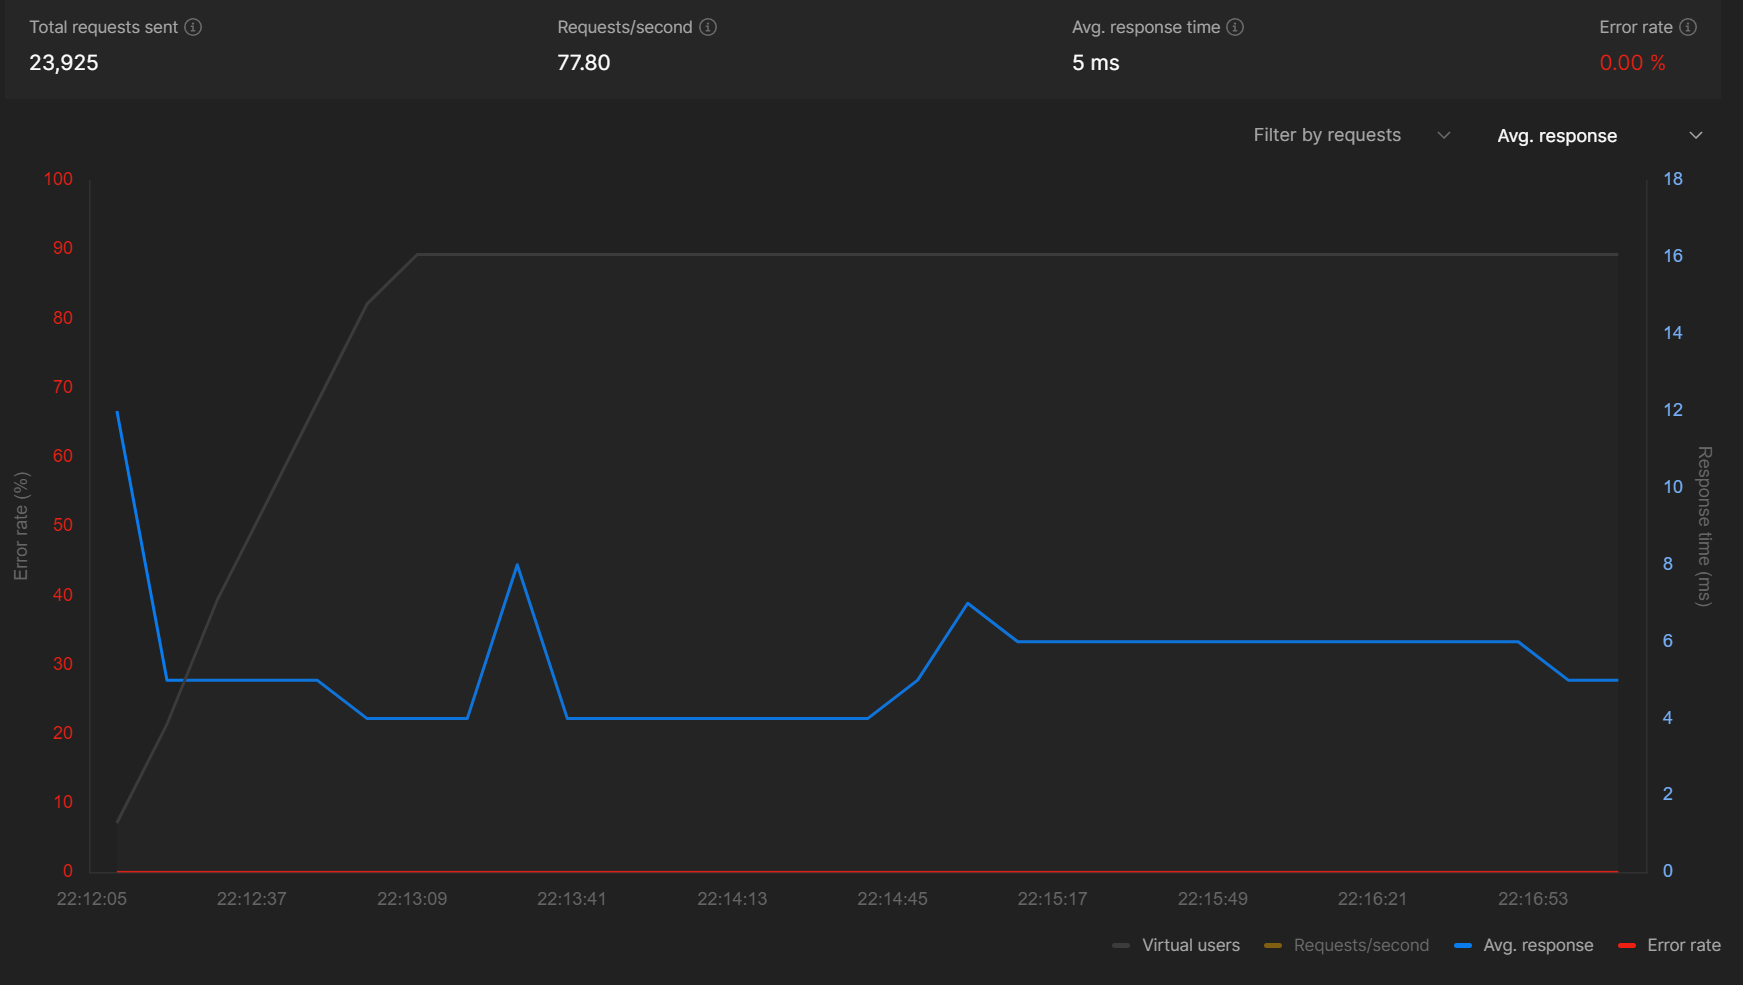 Total requests sent
23,925
Requests/second
77.80
Avg. response time
5 ms
Error rate
0.00 %
Filter by requests
Avg. response
100
90
80
70
60
50
40
30
20
10
0
Error rate (%)
18
16
14
12
10
8
6
4
2
0
Response time (ms)
22:12:05 22:12:37 22:13:09 22:13:41 22:14:13 22:14:45 22:15:17 22:15:49 22:16:21 22:16:53
Virtual users Requests/second Avg. response Error rate